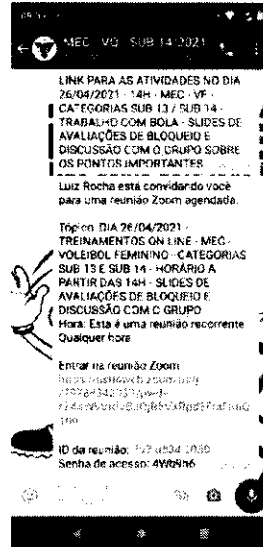 MEC - VQ SUB 14 2021
LINK PARA AS ATIVIDADES NO DIA
26/04/2021 - 14H - MEC - VF -
CATEGORIAS SUB 13 / SUB 14 -
TRABALHO COM BOLA - SLIDES DE
AVALIAÇÕES DE BLOQUEIO E
DISCUSSÃO COM O GRUPO SOBRE
OS PONTOS IMPORTANTES
Luiz Rocha está convidando você
para uma reunião Zoom agendada.
Tópico: DIA 26/04/2021 -
TREINAMENTOS ON LINE - MEC -
VOLEIBOL FEMININO - CATEGORIAS
SUB 13 E SUB 14 - HORÁRIO A
PARTIR DAS 14H - SLIDES DE
AVALIAÇÕES DE BLOQUEIO E
DISCUSSÃO COM O GRUPO
Hora: Esta é uma reunião recorrente
Qualquer hora
Entrar na reunião Zoom
ID da reunião:
Senha de acesso: 4Wb9n6